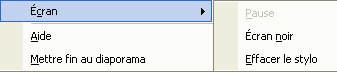 Écran
Aide
Mettre fin au diaporama
Pause
Écran noir
Effacer le stylo